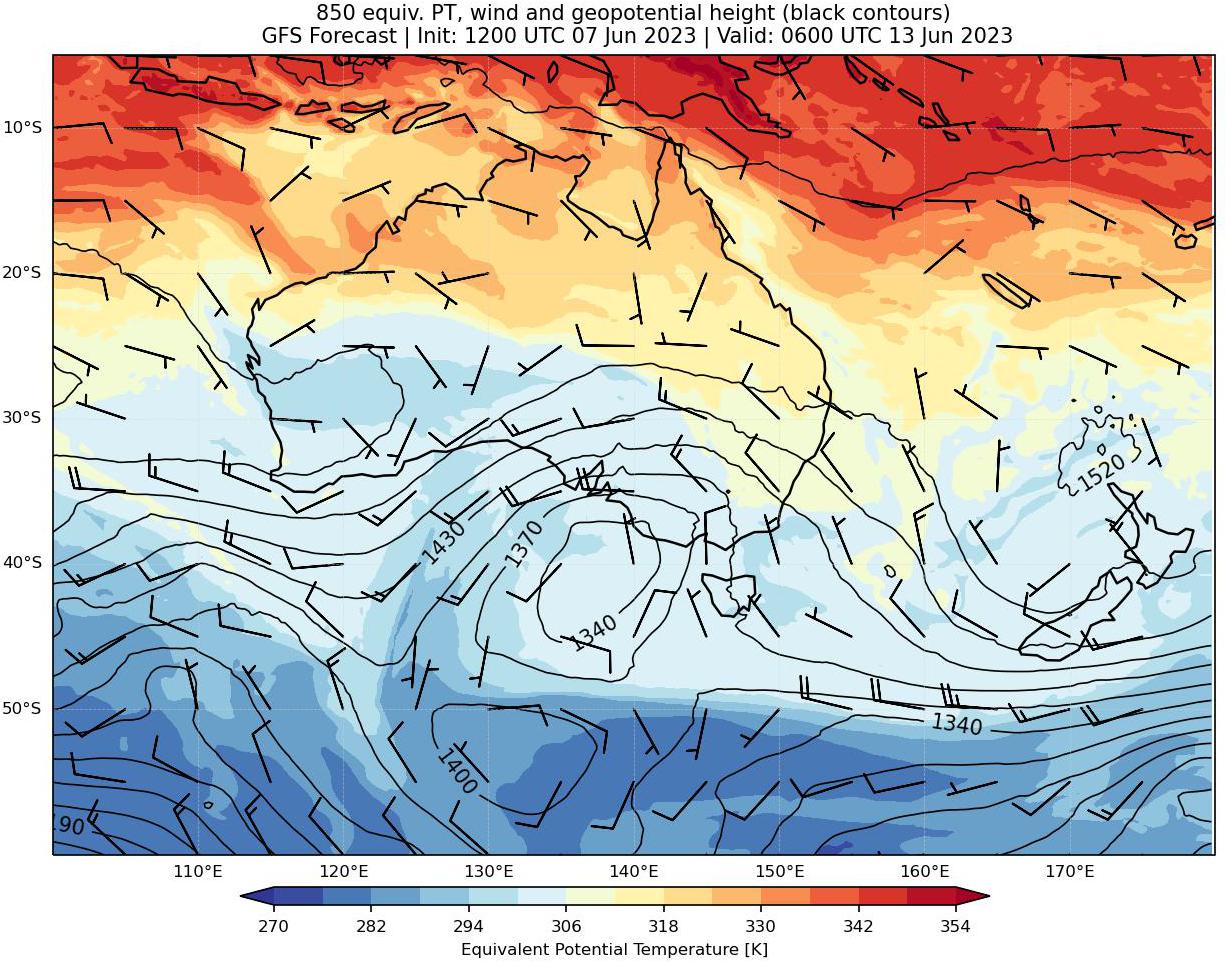 850 equiv. PT, wind and geopotential height (black contours)
GFS Forecast | Init: 1200 UTC 07 Jun 2023 | Valid: 0600 UTC 13 Jun 2023
10°S
20°S
30°S
1520
1430
1370
40°S
1340
50°S
1340
1400
190
110°E 120°E 130°E 140°E 150°E 160°E 170°E
270 282 294 306 318 330 342 354
Equivalent Potential Temperature [K]